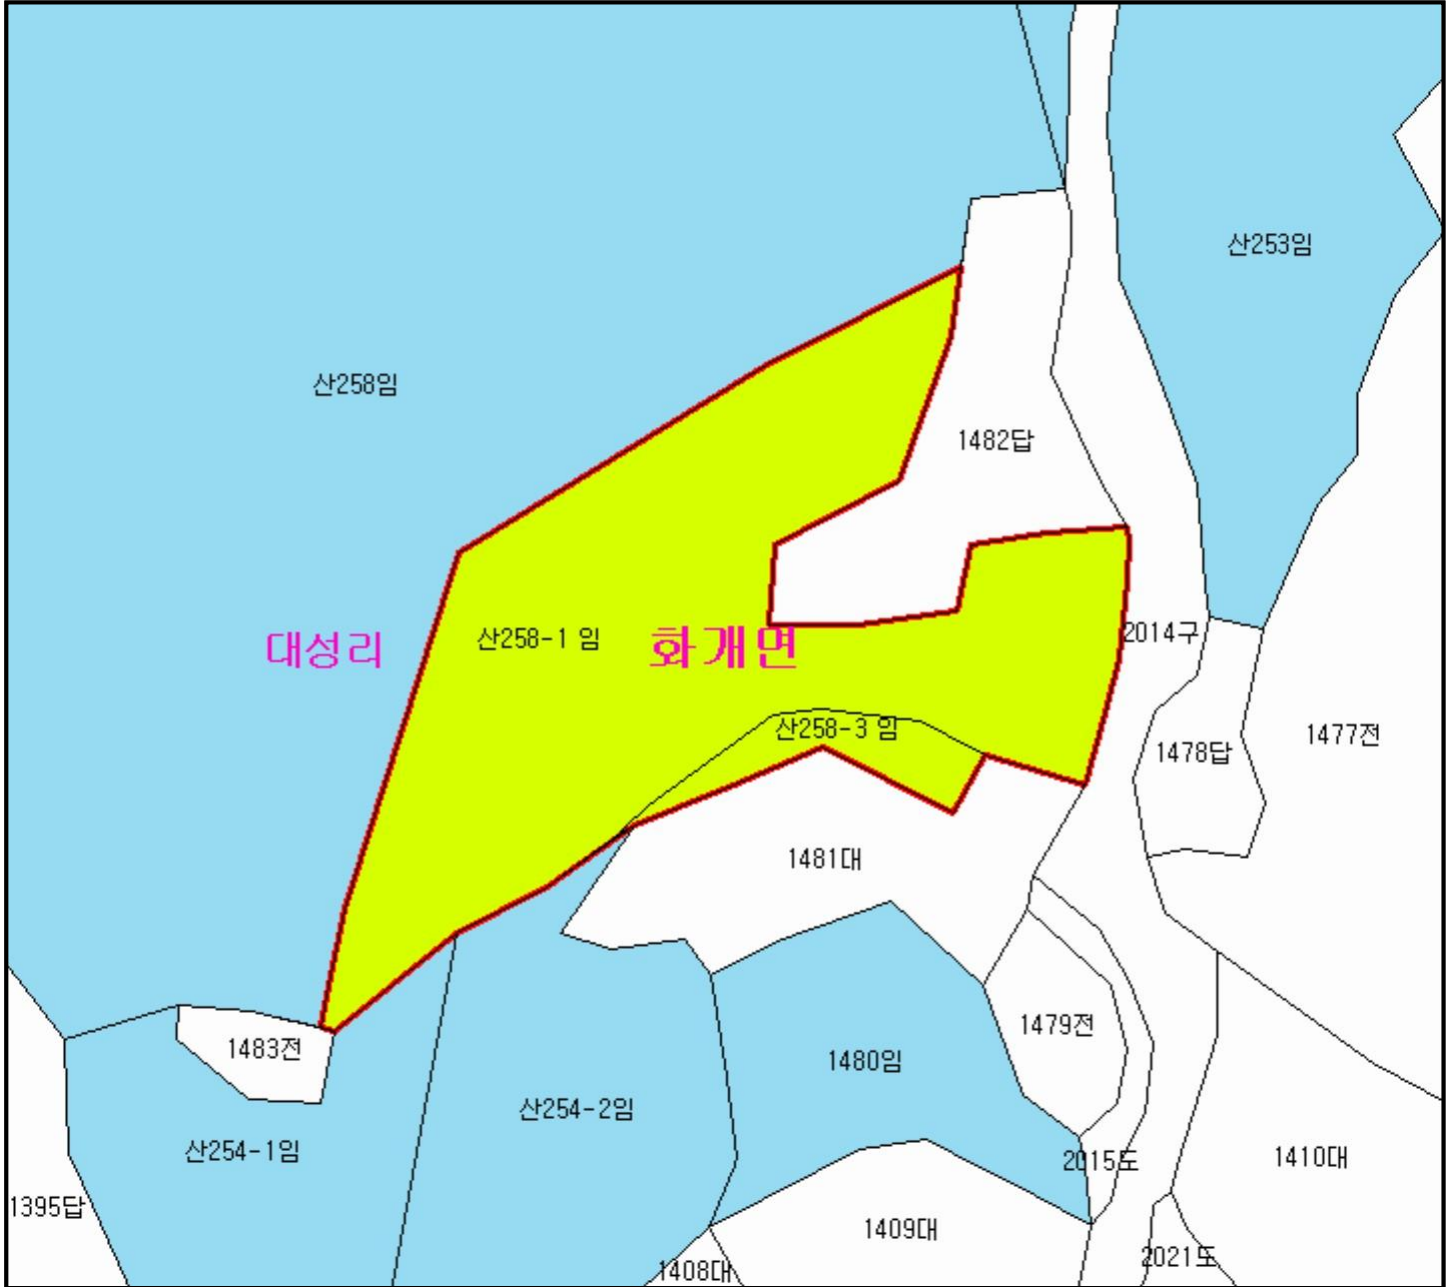 산253임
산258임
1482답
대성리
산258-1 임
화개면
2014구
산258-3 임
1478답
1477전
1481대
1479전
1483전
1480임
산254-2임
산254-1임
2015도
1410대
1395답
1409대
2021도
1408대